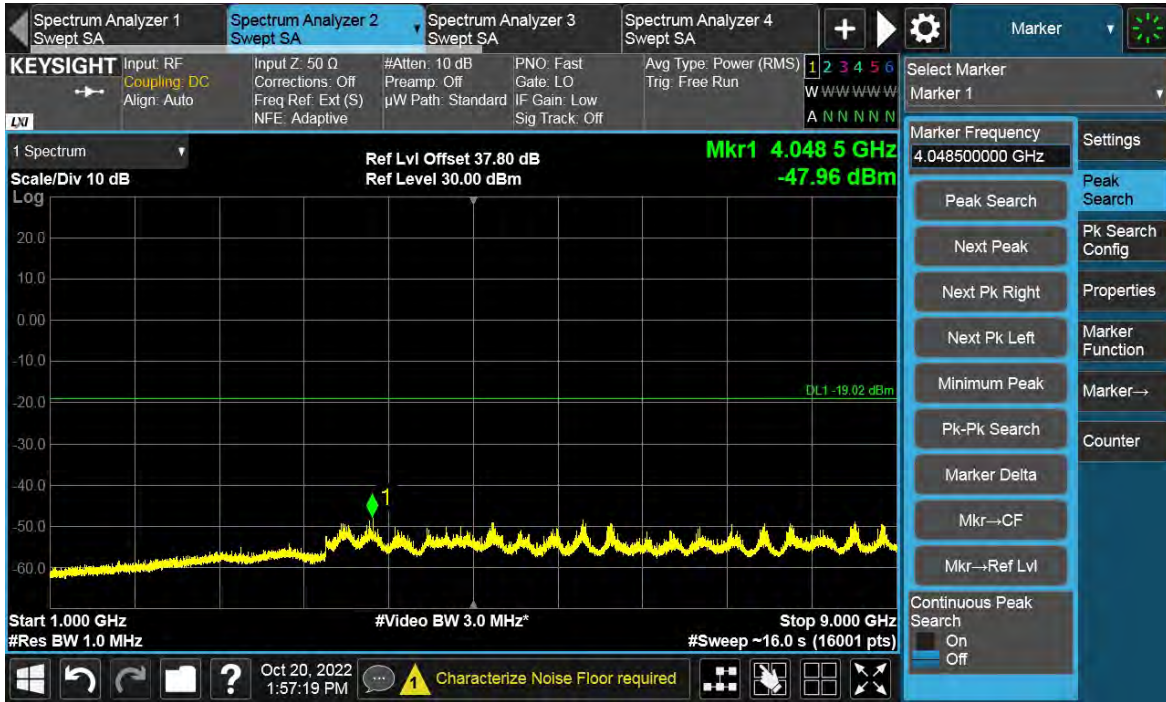 Spectrum Analyzer 1
Swept SA
Spectrum Analyzer 2
Swept SA
Spectrum Analyzer 3
Swept SA
Spectrum Analyzer 4
Swept SA
+
Marker
KEYSIGHT
LXI
Input: RF
Coupling: DC
Align: Auto
Input Z: 50 Ω
Corrections: Off
Freq Ref: Ext (S)
NFE: Adaptive
#Atten: 10 dB
Preamp: Off
µW Path: Standard
PNO: Fast
Gate: LO
IF Gain: Low
Sig Track: Off
Avg Type: Power (RMS)
Trig: Free Run
1 2 3 4 5 6
W W W W W W
A N N N N N
Select Marker
Marker 1
1 Spectrum
Scale/Div 10 dB
Log
Ref Lvl Offset 37.80 dB
Ref Level 30.00 dBm
Mkr1 4.048 5 GHz
-47.96 dBm
20.0
10.0
0.00
-10.0
-20.0
-30.0
-40.0
-50.0
-60.0
DL1 -19.02 dBm
1
Start 1.000 GHz
#Res BW 1.0 MHz
#Video BW 3.0 MHz*
Stop 9.000 GHz
#Sweep ~16.0 s (16001 pts)
Marker Frequency
4.048500000 GHz
Peak Search
Next Peak
Next Pk Right
Next Pk Left
Minimum Peak
Pk-Pk Search
Marker Delta
Mkr→CF
Mkr→Ref Lvl
Continuous Peak
Search
On
Off
Settings
Peak
Search
Pk Search
Config
Properties
Marker
Function
Marker→
Counter
?
Oct 20, 2022
1:57:19 PM
1
Characterize Noise Floor required